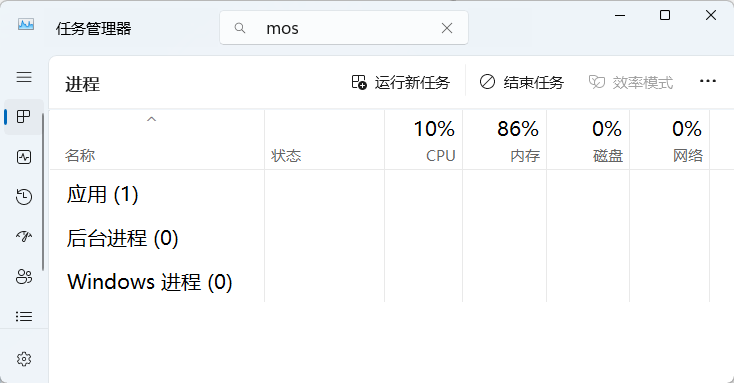 任务管理器
mos
进程
运行新任务
结束任务
效率模式
10% 86% 0% 0%
名称 状态 CPU 内存 磁盘 网络
应用 (1)
后台进程 (0)
Windows 进程 (0)